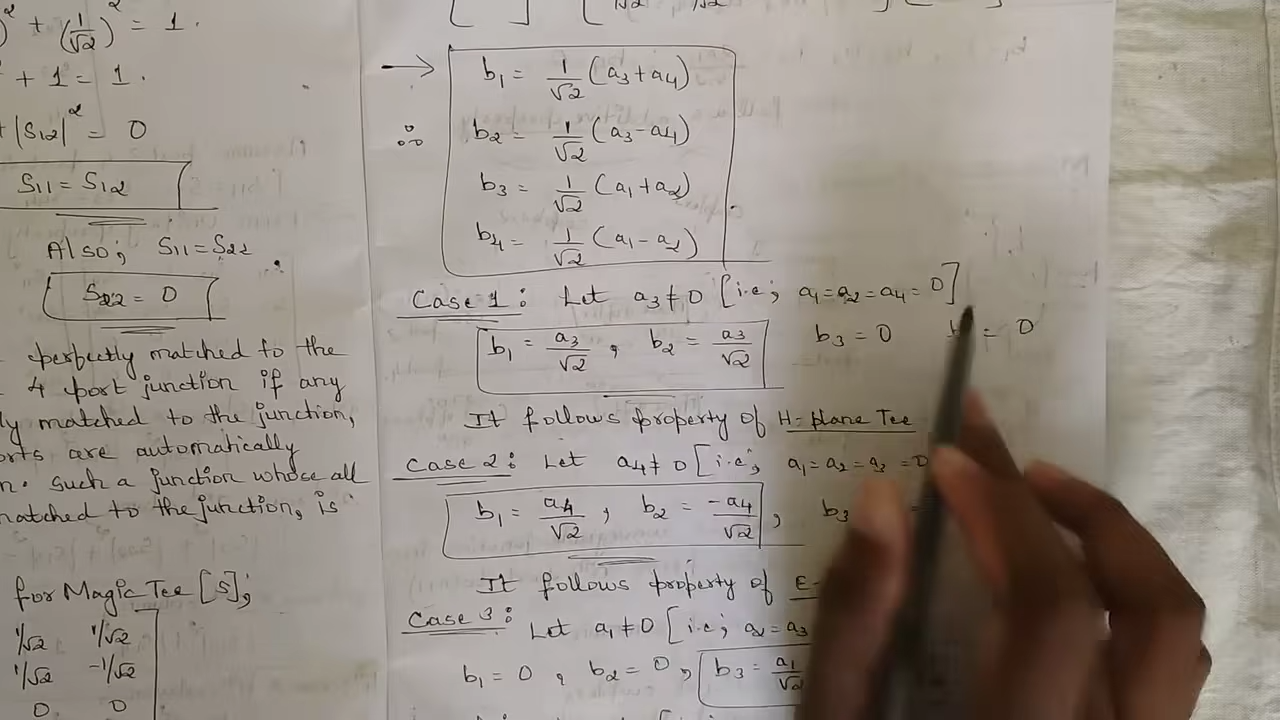 )² + (1/√2)² = 1.
² + 1 = 1.
+ |S12|² = 0
S11 = S12
Also; S11 = S22.
S22 = 0
perfectly matched to the
4 port junction if any
ly matched to the junction,
orts are automatically
n. such a junction whose all
matched to the junction, is
for Magic Tee [S];
1/√2 1/√2
1/√2 -1/√2
0 0
→ b1 = 1/√2 (a3 + a4)
b2 = 1/√2 (a3 - a4)
b3 = 1/√2 (a1 + a2)
b4 = 1/√2 (a1 - a2)
Case 1: Let a3 ≠ 0 [i.e; a1 = a2 = a4 = 0]
b1 = a3/√2, b2 = a3/√2 b3 = 0 = 0
It follows property of H-plane Tee
Case 2: Let a4 ≠ 0 [i.e; a1 = a2 = a3 = 0
b1 = a4/√2, b2 = -a4/√2, b3 =
It follows property of E-
Case 3: Let a1 ≠ 0 [i.e; a2 = a3
b1 = 0, b2 = 0, b3 = a1/√2